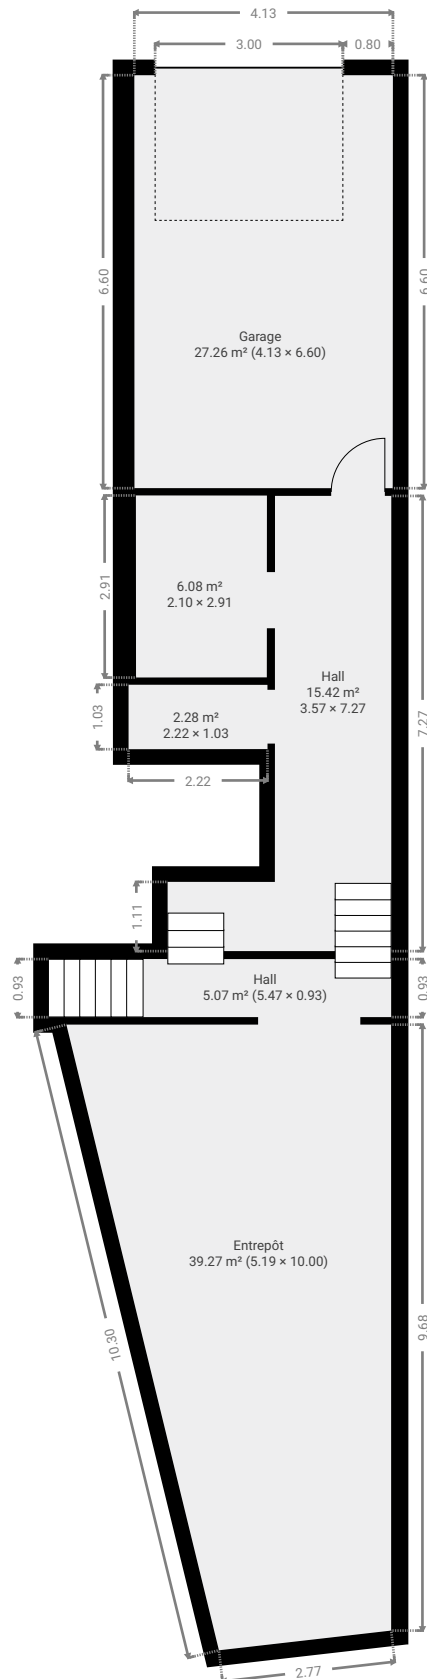 4.13
3.00
0.80
6.60
6.60
Garage
27.26 m² (4.13 × 6.60)
2.91
6.08 m²
2.10 × 2.91
Hall
15.42 m²
3.57 × 7.27
7.27
1.03
2.28 m²
2.22 × 1.03
2.22
1.11
0.93
Hall
5.07 m² (5.47 × 0.93)
0.93
Entrepôt
39.27 m² (5.19 × 10.00)
10.30
9.68
2.77